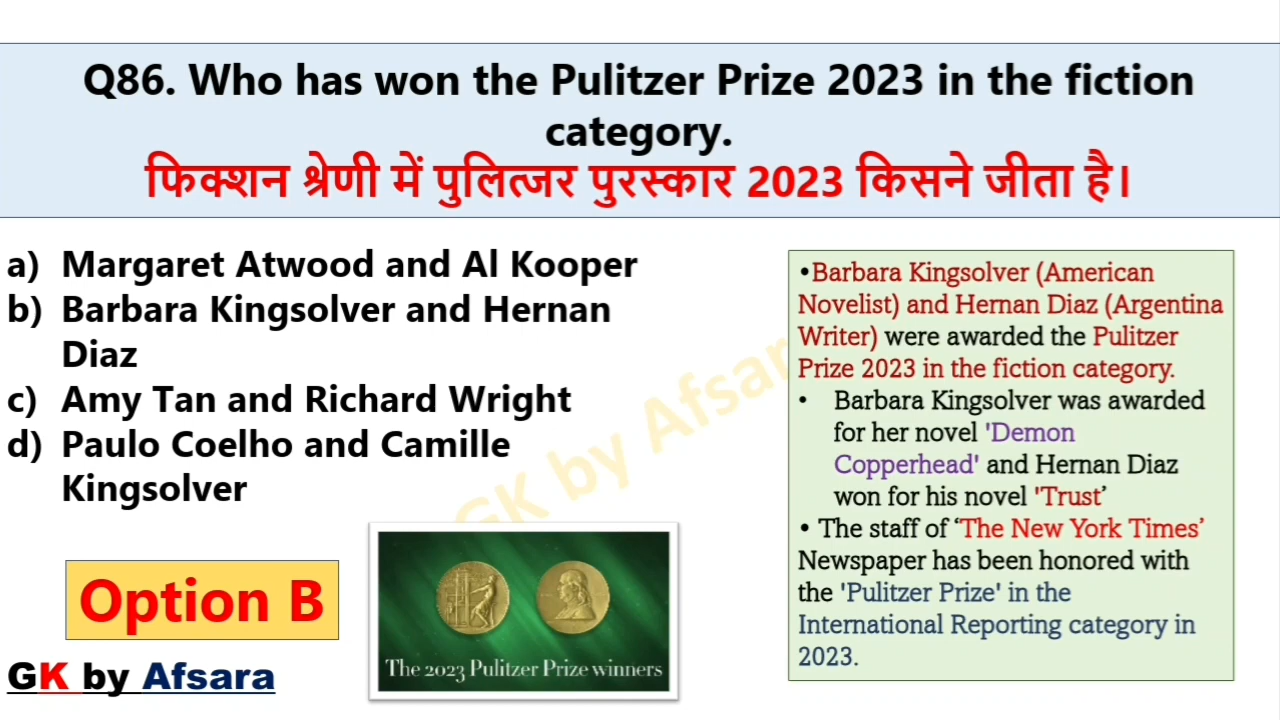 Q86. Who has won the Pulitzer Prize 2023 in the fiction
category.
फिक्शन श्रेणी में पुलित्जर पुरस्कार 2023 किसने जीता है।
a) Margaret Atwood and Al Kooper
b) Barbara Kingsolver and Hernan
Diaz
c) Amy Tan and Richard Wright
d) Paulo Coelho and Camille
Kingsolver
Option B
GK by Afsara
The 2023 Pulitzer Prize winners
GK by Afsara
•Barbara Kingsolver (American
Novelist) and Hernan Diaz (Argentina
Writer) were awarded the Pulitzer
Prize 2023 in the fiction category.
• Barbara Kingsolver was awarded
for her novel 'Demon
Copperhead' and Hernan Diaz
won for his novel 'Trust’
• The staff of ‘The New York Times’
Newspaper has been honored with
the 'Pulitzer Prize' in the
International Reporting category in
2023.